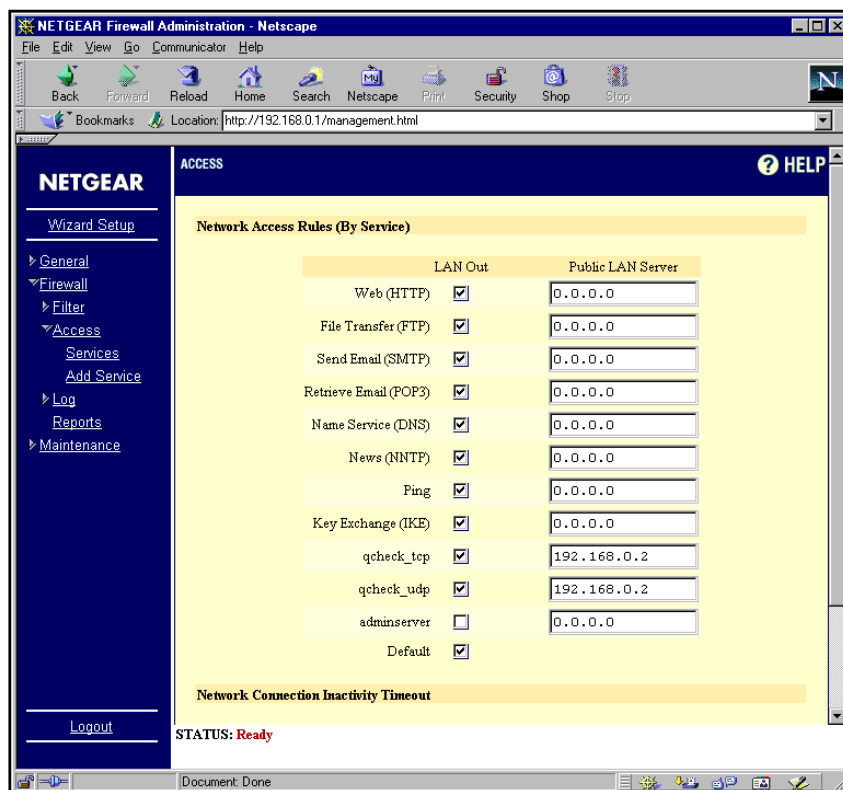 NETGEAR Firewall Administration - Netscape
File Edit View Go Communicator Help
Back Forward Reload Home Search Netscape Print Security Shop Stop
My
N
Bookmarks Location: http://192.168.0.1/management.html
NETGEAR
Wizard Setup
General
Firewall
Filter
Access
Services
Add Service
Log
Reports
Maintenance
Logout
ACCESS
? HELP
Network Access Rules (By Service)
LAN Out Public LAN Server
Web (HTTP) 0.0.0.0
File Transfer (FTP) 0.0.0.0
Send Email (SMTP) 0.0.0.0
Retrieve Email (POP3) 0.0.0.0
Name Service (DNS) 0.0.0.0
News (NNTP) 0.0.0.0
Ping 0.0.0.0
Key Exchange (IKE) 0.0.0.0
qcheck_tcp 192.168.0.2
qcheck_udp 192.168.0.2
adminserver 0.0.0.0
Default
Network Connection Inactivity Timeout
STATUS: Ready
Document: Done